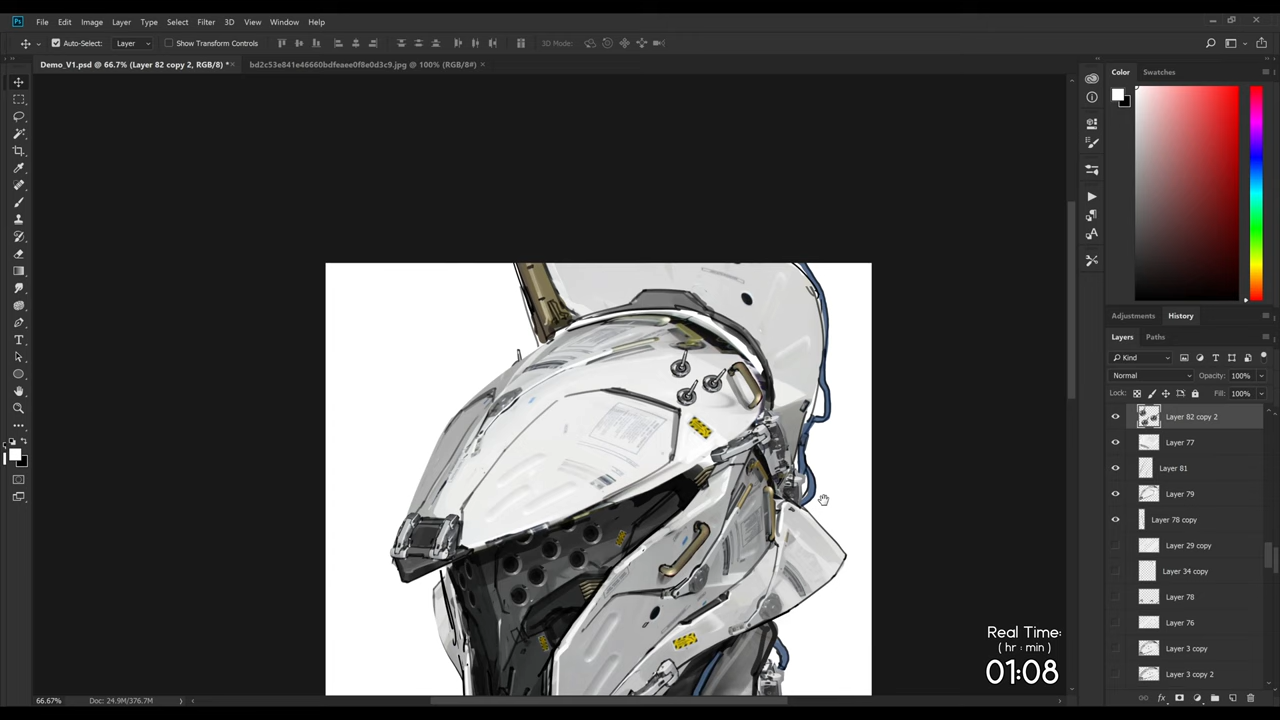 Ps File Edit Image Layer Type Select Filter 3D View Window Help
Auto-Select: Layer Show Transform Controls 3D Mode:
Demo_V1.psd @ 66.7% (Layer 82 copy 2, RGB/8) * × bd2c53e841e46660bdfeaee0f8e0d3c9.jpg @ 100% (RGB/8#) ×
Color Swatches
Adjustments History
Layers Paths
Kind
Normal Opacity: 100%
Lock: Fill: 100%
Layer 82 copy 2
Layer 77
Layer 81
Layer 79
Layer 78 copy
Layer 29 copy
Layer 34 copy
Layer 78
Layer 76
Layer 3 copy
Layer 3 copy 2
Real Time:
( hr : min )
01:08
66.67% Doc: 24.9M/376.7M